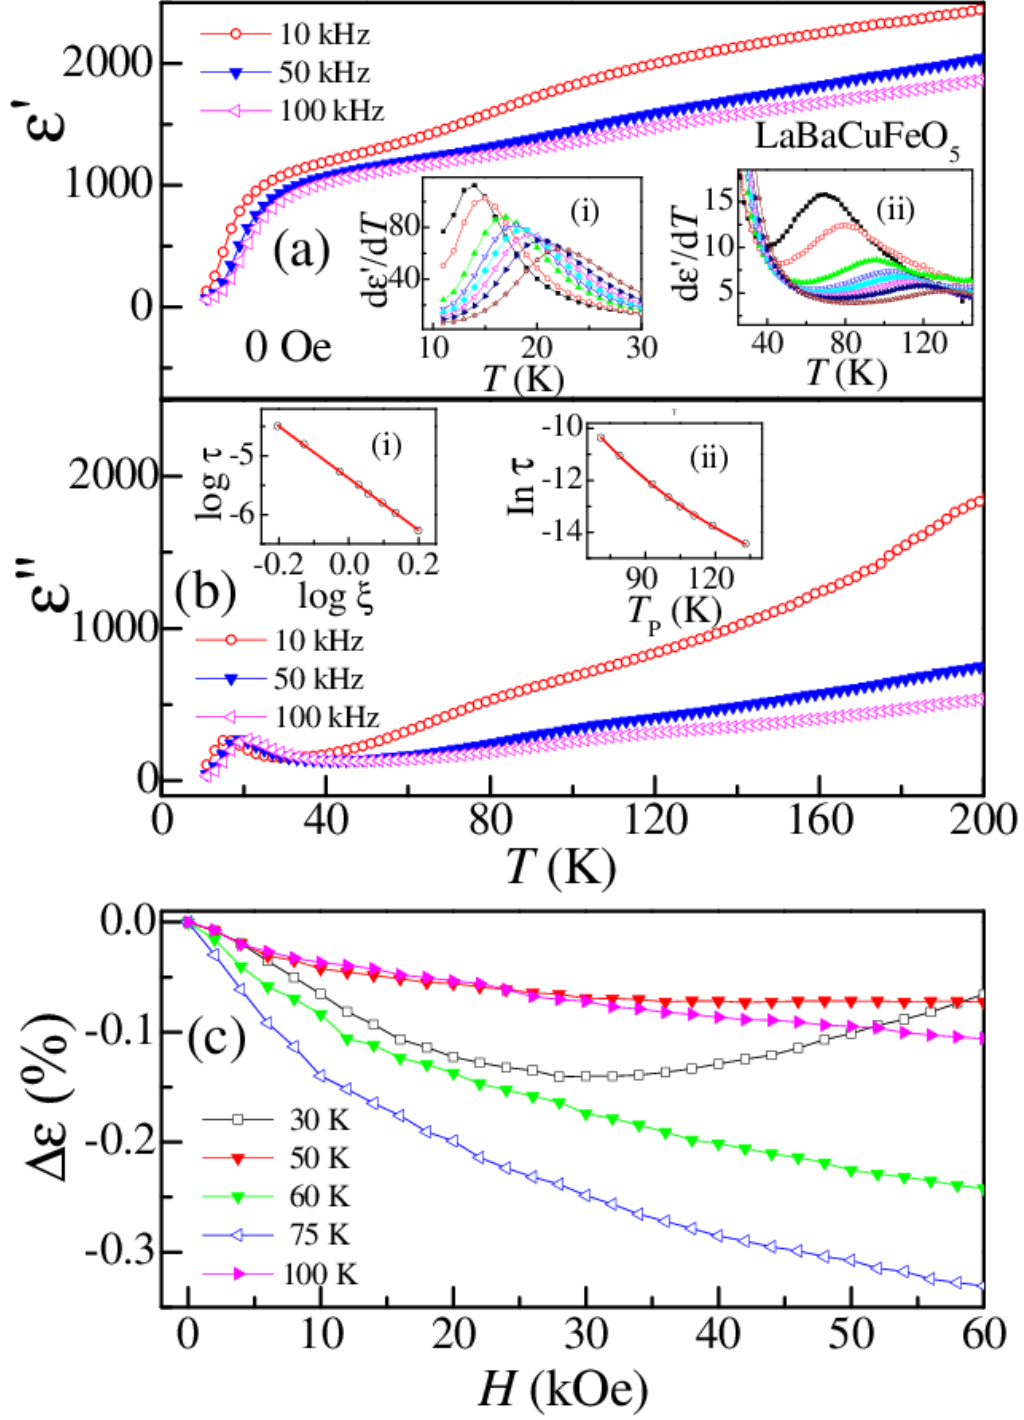 10 kHz
50 kHz
100 kHz
2000
1000
0
ε'
(a)
0 Oe
LaBaCuFeO5
(i)
80
40
dε'/dT
10 20 30
T (K)
(ii)
15
10
5
dε'/dT
40 80 120
T (K)
(i)
-5
-6
log τ
-0.2 0.0 0.2
log ξ
(ii)
-10
-12
-14
In τ
90 120
TP (K)
2000
1000
0
ε''
(b)
10 kHz
50 kHz
100 kHz
0 40 80 120 160 200
T (K)
0.0
-0.1
-0.2
-0.3
Δε (%)
(c)
30 K
50 K
60 K
75 K
100 K
0 10 20 30 40 50 60
H (kOe)